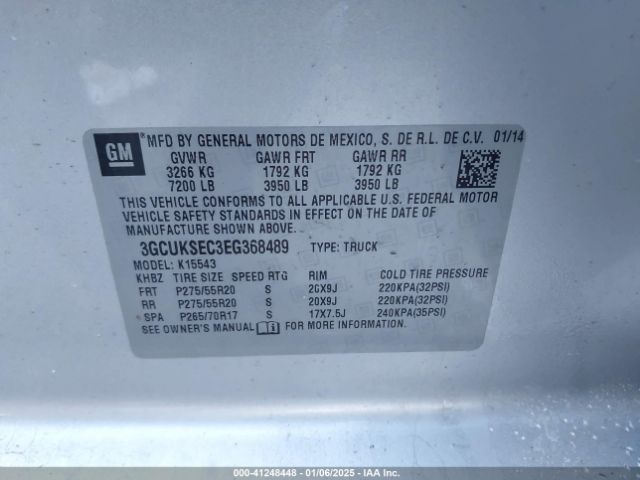 GM ® MFD BY GENERAL MOTORS DE MEXICO, S. DE R.L. DE C.V. 01/14
GVWR GAWR FRT GAWR RR
3266 KG 1792 KG 1792 KG
7200 LB 3950 LB 3950 LB
THIS VEHICLE CONFORMS TO ALL APPLICABLE U.S. FEDERAL MOTOR
VEHICLE SAFETY STANDARDS IN EFFECT ON THE DATE OF
MANUFACTURE SHOWN ABOVE.
3GCUKSEC3EG368489 TYPE: TRUCK
MODEL: K15543
KHBZ TIRE SIZE SPEED RTG RIM COLD TIRE PRESSURE
FRT P275/55R20 S 20X9J 220KPA(32PSI)
RR P275/55R20 S 20X9J 220KPA(32PSI)
SPA P265/70R17 S 17X7.5J 240KPA(35PSI)
SEE OWNER'S MANUAL i FOR MORE INFORMATION.
000-41248448 - 01/06/2025 - IAA Inc.